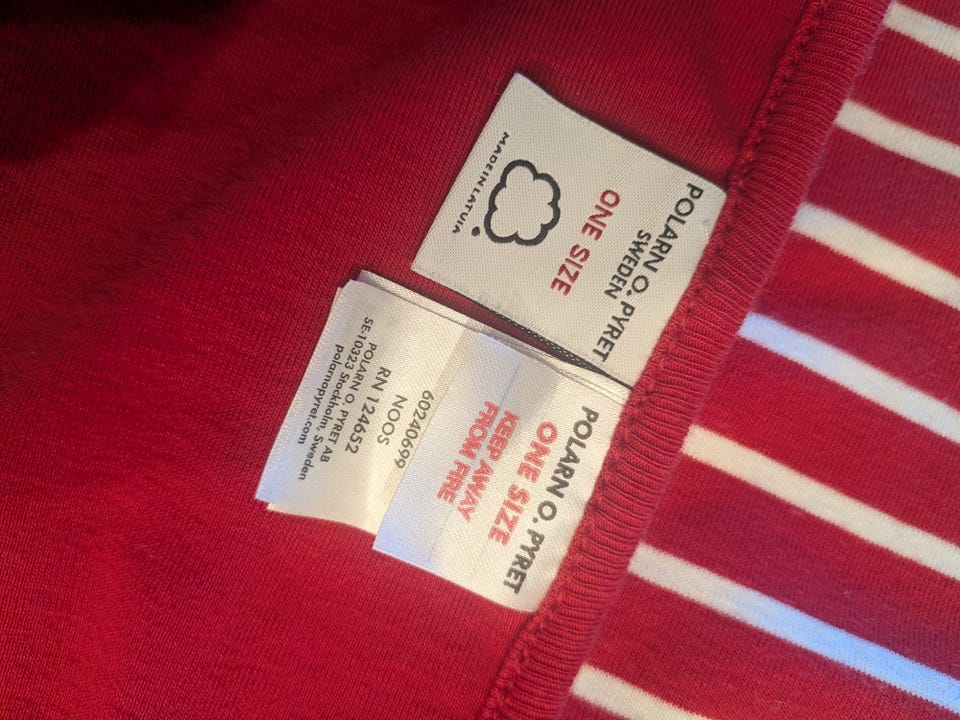 POLARN O. PYRET
SWEDEN
ONE SIZE
MADE IN LATVIA
POLARN O. PYRET
ONE SIZE
KEEP AWAY
FROM FIRE
60240699
NOOS
RN 124652
POLARN O. PYRET AB
SE-10323 Stockholm, Sweden
polarnopyret.com